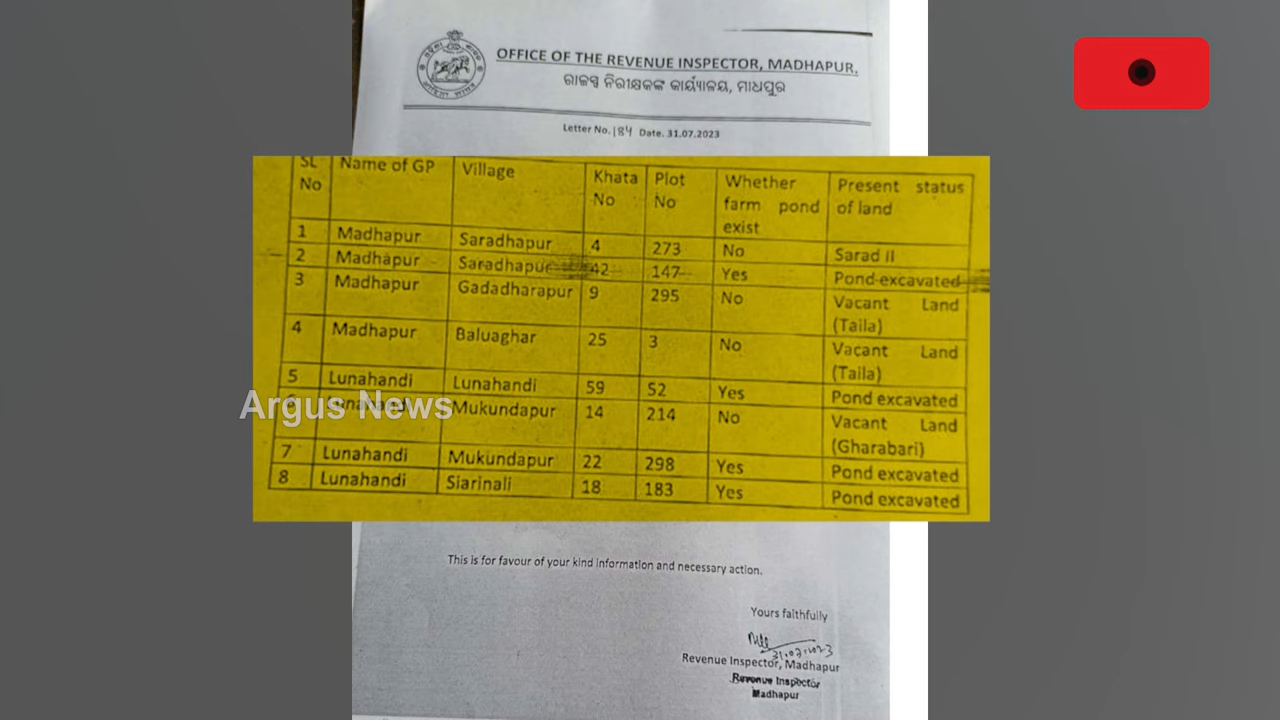 OFFICE OF THE REVENUE INSPECTOR, MADHAPUR.
ରାଜସ୍ୱ ନିରୀକ୍ଷକଙ୍କ କାର୍ଯ୍ୟାଳୟ, ମାଧପୁର
Letter No. 184 Date. 31.07.2023
SL No Name of GP Village Khata No Plot No Whether farm pond exist Present status of land
1 Madhapur Saradhapur 4 273 No Sarad II
2 Madhapur Saradhapur 42 147 Yes Pond excavated
3 Madhapur Gadadharapur 9 295 No Vacant Land (Taila)
4 Madhapur Baluaghar 25 3 No Vacant Land (Taila)
5 Lunahandi Lunahandi 59 52 Yes Pond excavated
6 Lunahandi Mukundapur 14 214 No Vacant Land (Gharabari)
7 Lunahandi Mukundapur 22 298 Yes Pond excavated
8 Lunahandi Siarinali 18 183 Yes Pond excavated
Argus News
This is for favour of your kind information and necessary action.
Yours faithfully
31.07.2023
Revenue Inspector, Madhapur
Revenue Inspector
Madhapur